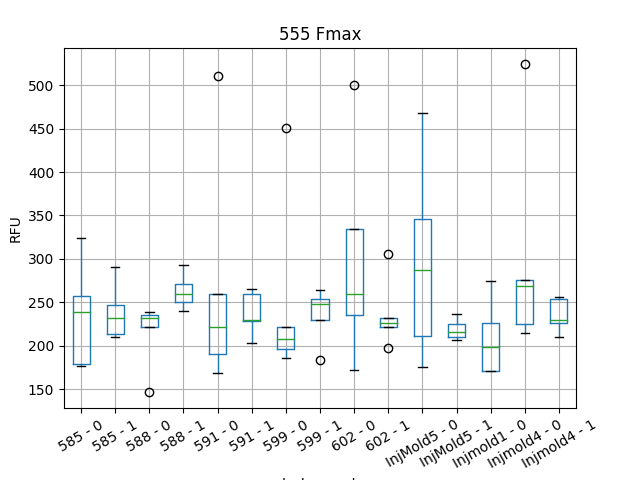 555 Fmax
RFU
500
450
400
350
300
250
200
150
585 - 0
585 - 1
588 - 0
588 - 1
591 - 0
591 - 1
599 - 0
599 - 1
602 - 0
602 - 1
InjMold5 - 0
InjMold5 - 1
Injmold1 - 0
Injmold4 - 0
Injmold4 - 1